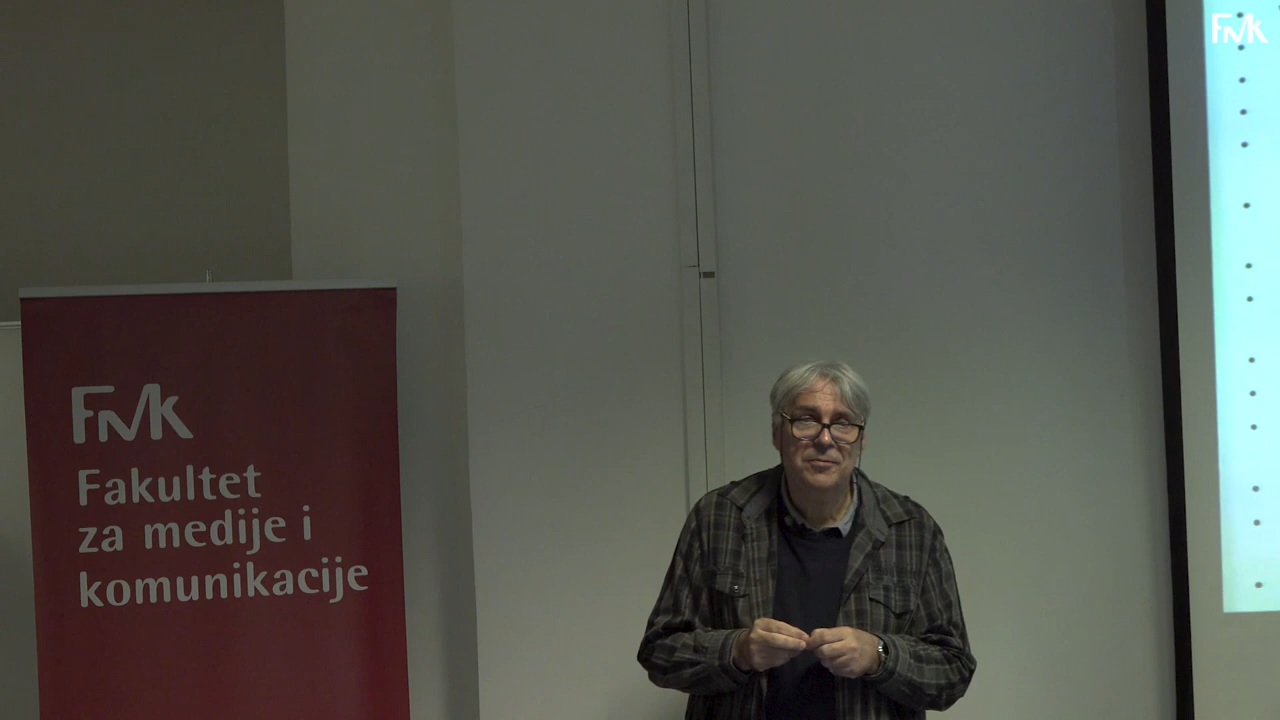 FMK
Fakultet
za medije i
komunikacije
FMK